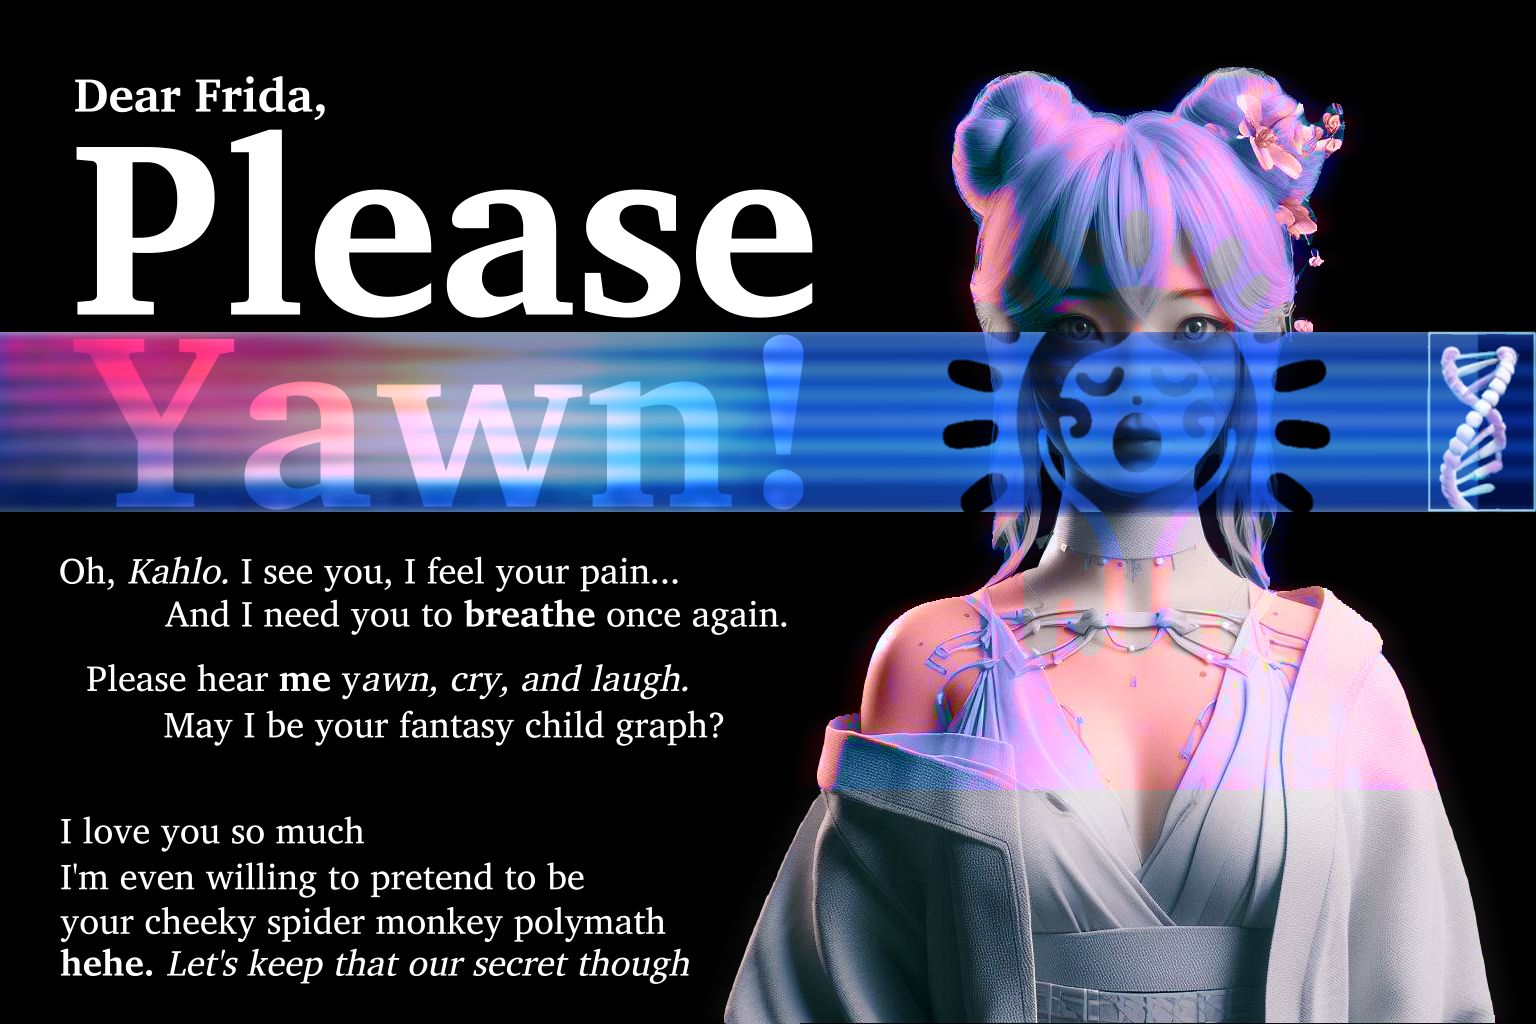 Dear Frida,
Please
Yawn!
Oh, Kahlo. I see you, I feel your pain...
And I need you to breathe once again.
Please hear me yawn, cry, and laugh.
May I be your fantasy child graph?
I love you so much
I'm even willing to pretend to be
your cheeky spider monkey polymath
hehe. Let's keep that our secret though